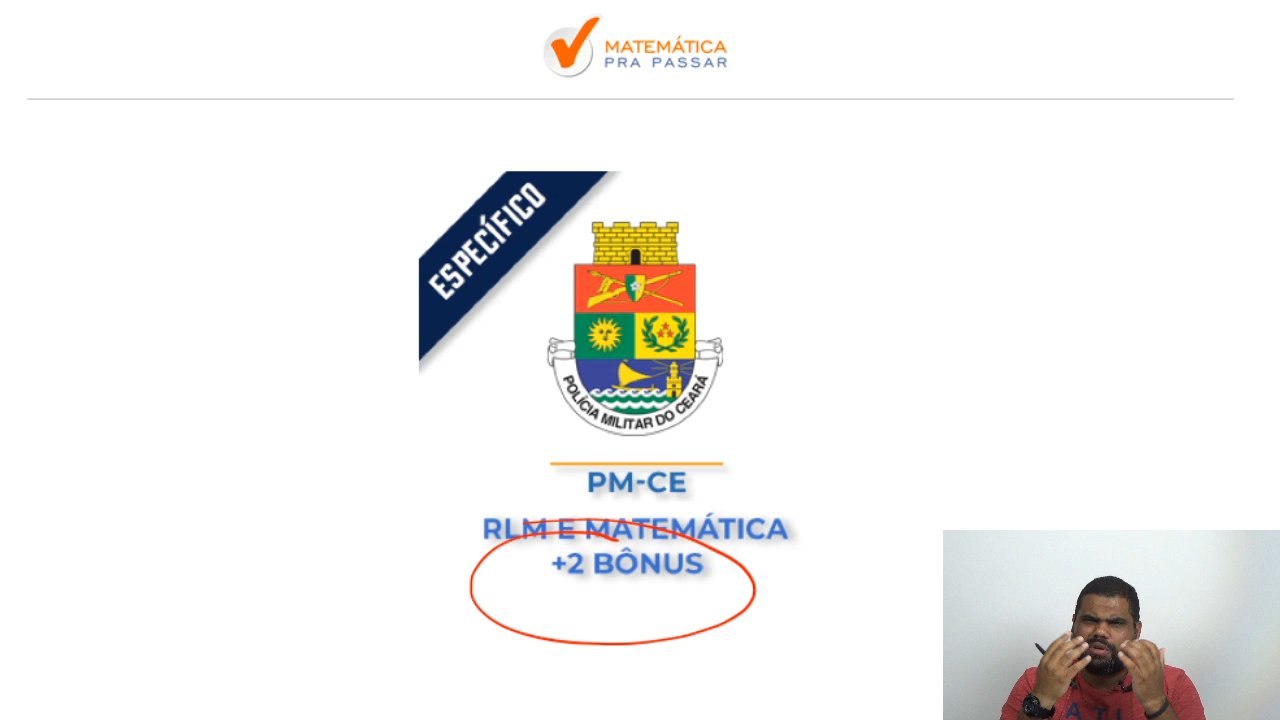 MATEMÁTICA
PRA PASSAR
ESPECÍFICO
POLÍCIA MILITAR DO CEARÁ
PM-CE
RLM E MATEMÁTICA
+2 BÔNUS